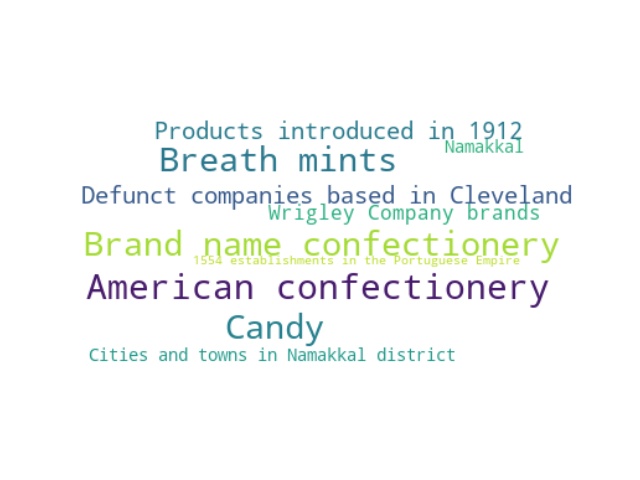 Products introduced in 1912
Namakkal
Breath mints
Defunct companies based in Cleveland
Wrigley Company brands
Brand name confectionery
1554 establishments in the Portuguese Empire
American confectionery
Candy
Cities and towns in Namakkal district